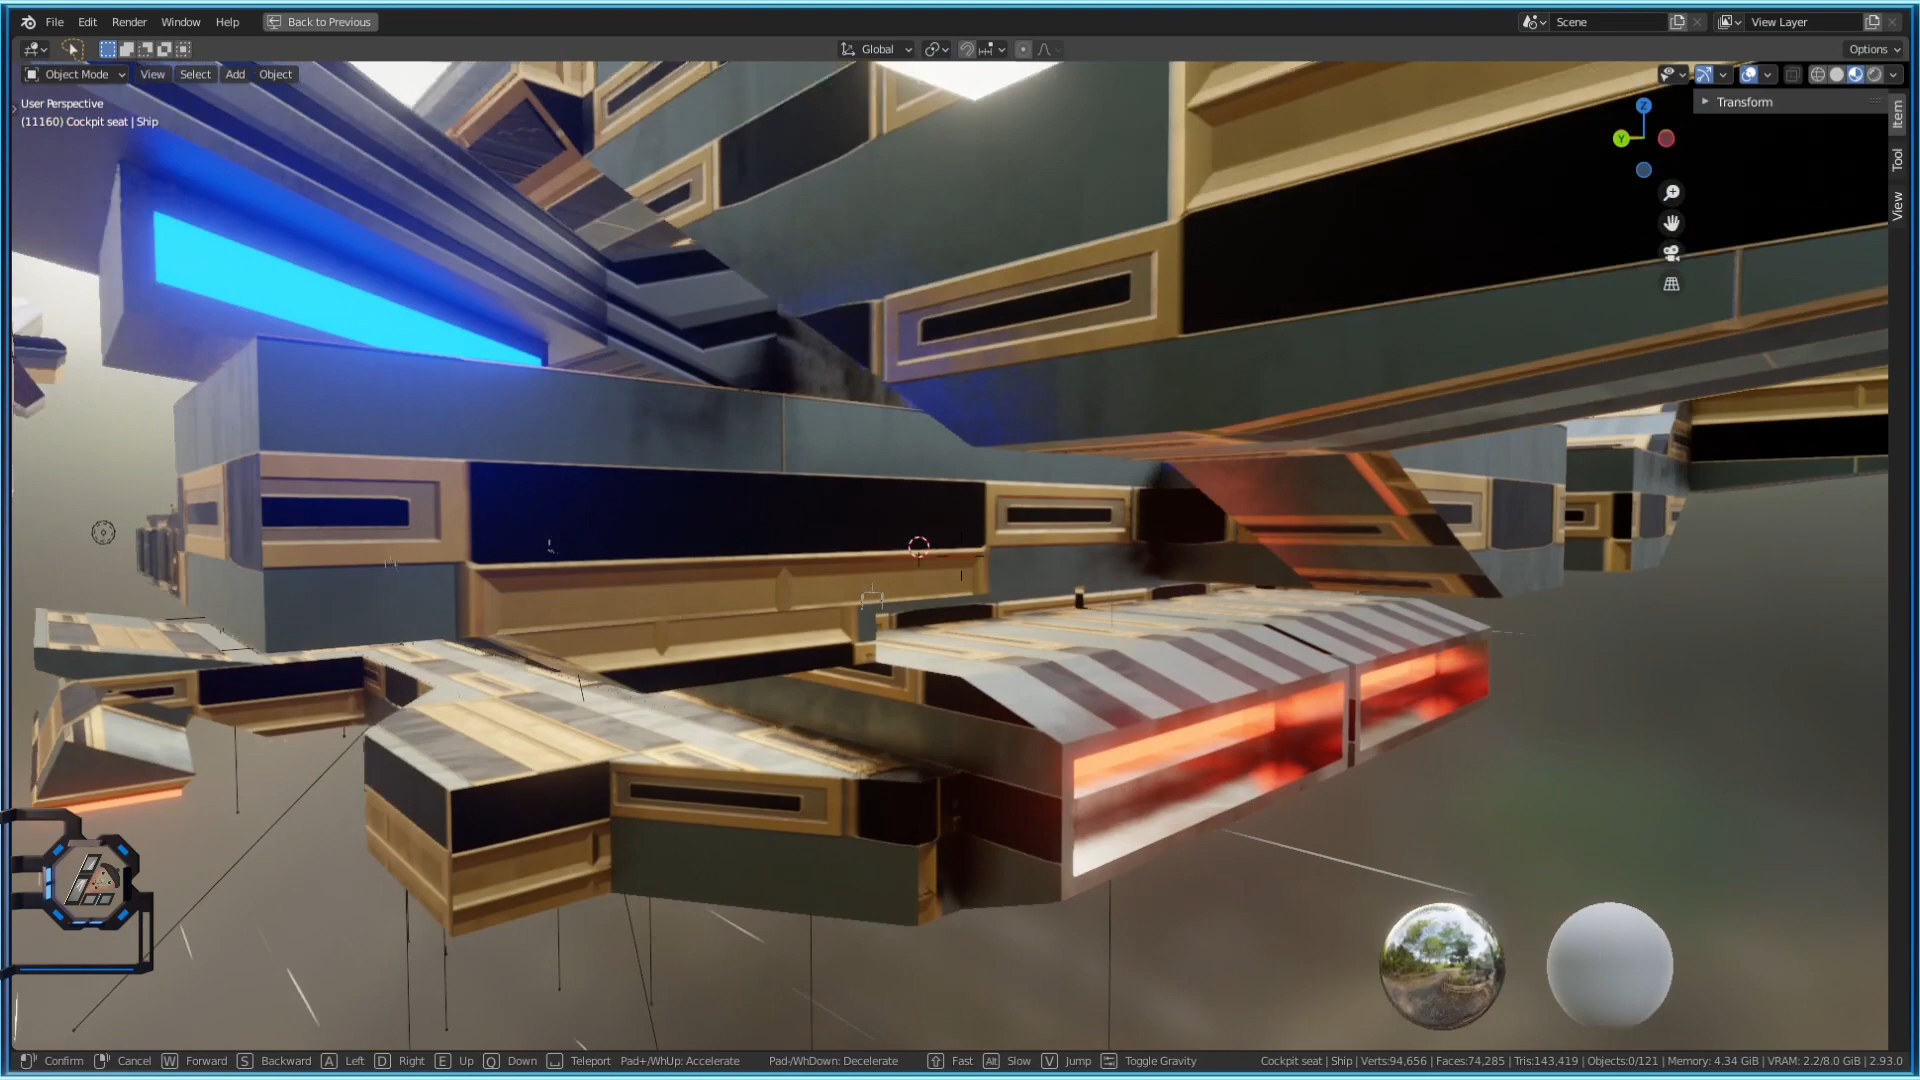 File Edit Render Window Help Back to Previous Scene View Layer
Global Options
Object Mode View Select Add Object
User Perspective
(11160) Cockpit seat | Ship
Transform
Item
Tool
View
Z
Y
Confirm Cancel W Forward S Backward A Left D Right E Up Q Down Teleport Pad+/WhUp: Accelerate Pad-/WhDown: Decelerate Fast Alt Slow V Jump Toggle Gravity Cockpit seat | Ship | Verts:94,656 | Faces:74,285 | Tris:143,419 | Objects:0/121 | Memory: 4.34 GiB | VRAM: 2.2/8.0 GiB | 2.93.0